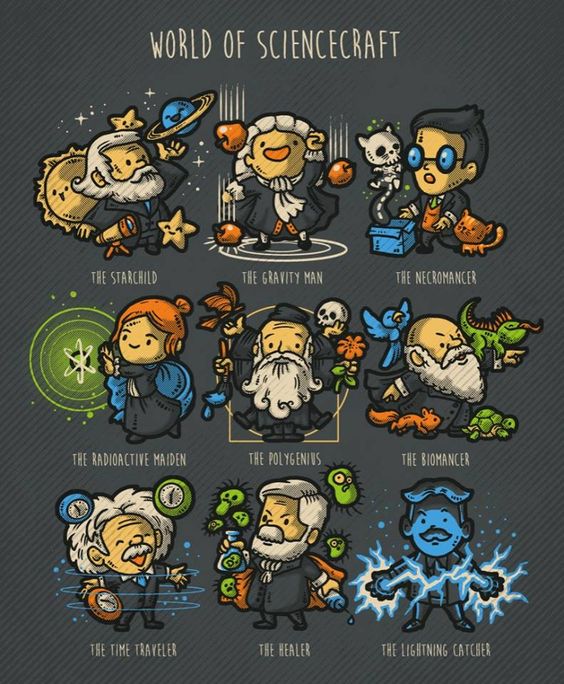 WORLD OF SCIENCECRAFT
THE STARCHILD
THE GRAVITY MAN
THE NECROMANCER
THE RADIOACTIVE MAIDEN
THE POLYGENIUS
THE BIOMANCER
THE TIME TRAVELER
THE HEALER
THE LIGHTNING CATCHER